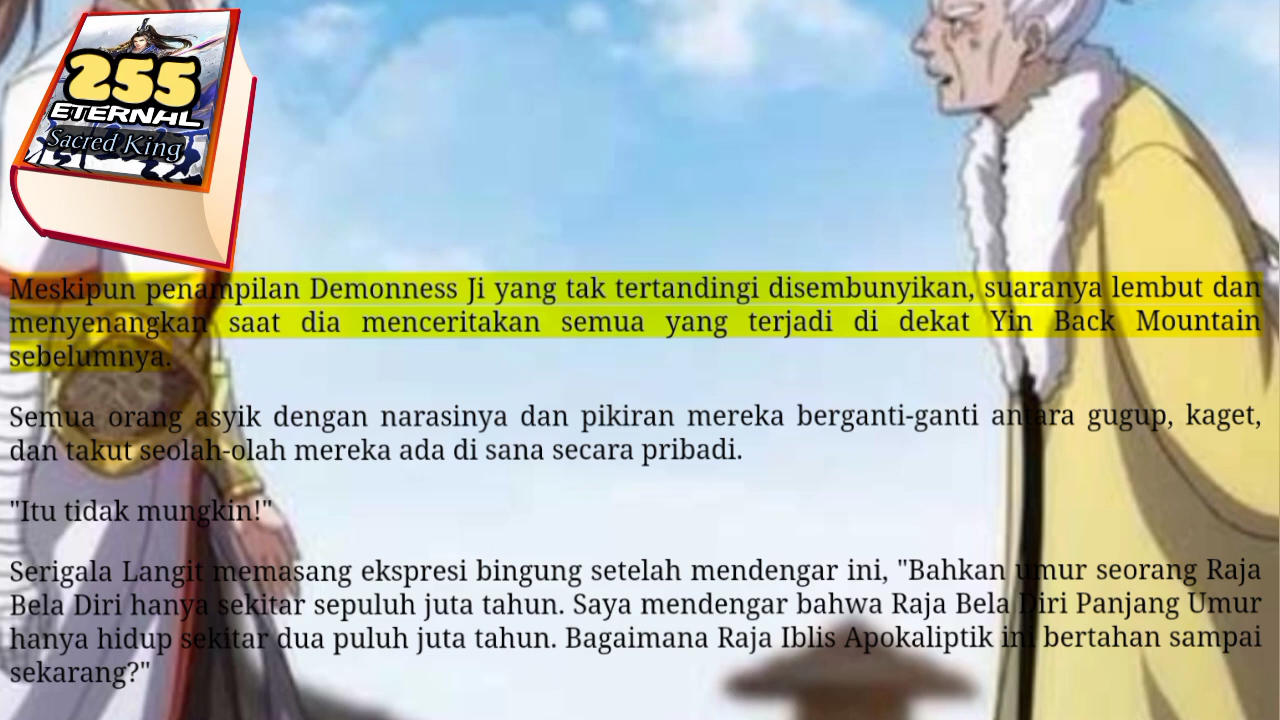 255
ETERNAL
Sacred King
Meskipun penampilan Demonness Ji yang tak tertandingi disembunyikan, suaranya lembut dan
menyenangkan saat dia menceritakan semua yang terjadi di dekat Yin Back Mountain
sebelumnya.
Semua orang asyik dengan narasinya dan pikiran mereka berganti-ganti antara gugup, kaget,
dan takut seolah-olah mereka ada di sana secara pribadi.
"Itu tidak mungkin!"
Serigala Langit memasang ekspresi bingung setelah mendengar ini, "Bahkan umur seorang Raja
Bela Diri hanya sekitar sepuluh juta tahun. Saya mendengar bahwa Raja Bela Diri Panjang Umur
hanya hidup sekitar dua puluh juta tahun. Bagaimana Raja Iblis Apokaliptik ini bertahan sampai
sekarang?"